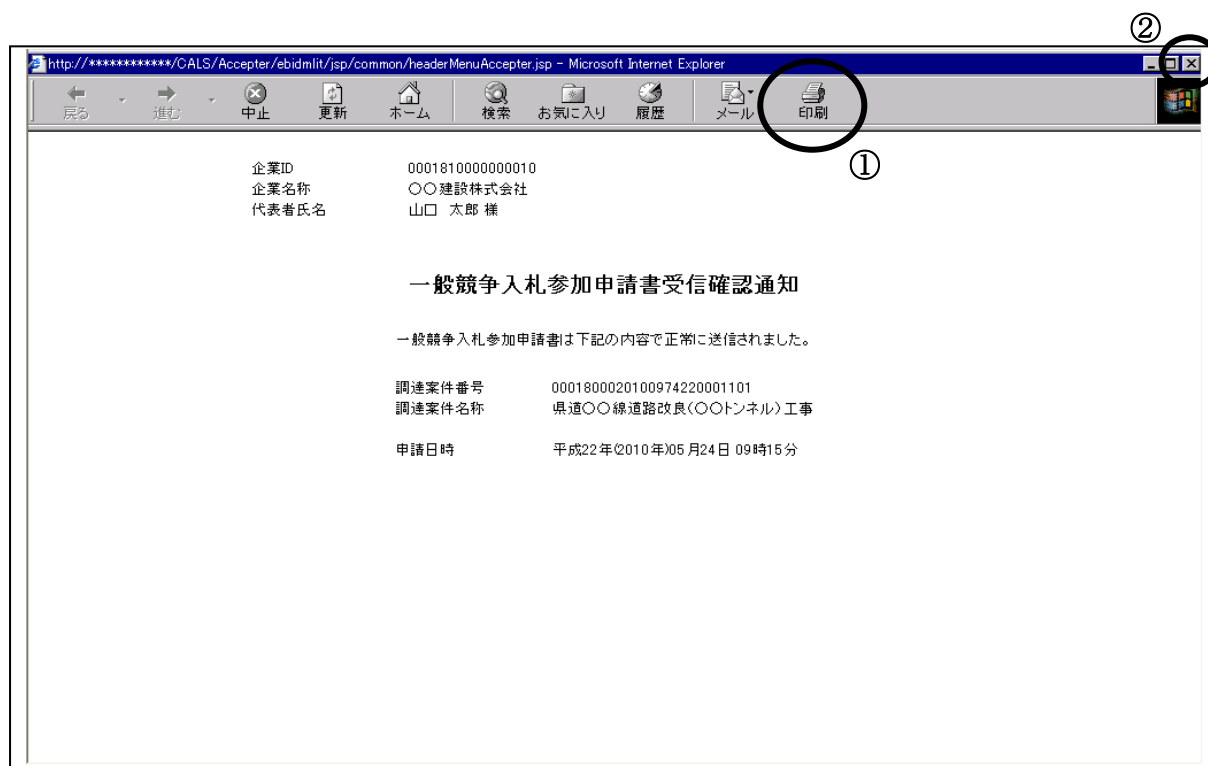 ②
http://************/CALS/Accepter/ebidmlit/jsp/common/headerMenuAccepter.jsp - Microsoft Internet Explorer
戻る 進む 中止 更新 ホーム 検索 お気に入り 履歴 メール 印刷
①
企業ID 0001810000000010
企業名称 〇〇建設株式会社
代表者氏名 山口 太郎 様
一般競争入札参加申請書受信確認通知
一般競争入札参加申請書は下記の内容で正常に送信されました。
調達案件番号 0001800020100974220001101
調達案件名称 県道〇〇線道路改良(〇〇トンネル)工事
申請日時 平成22年(2010年)05月24日 09時15分